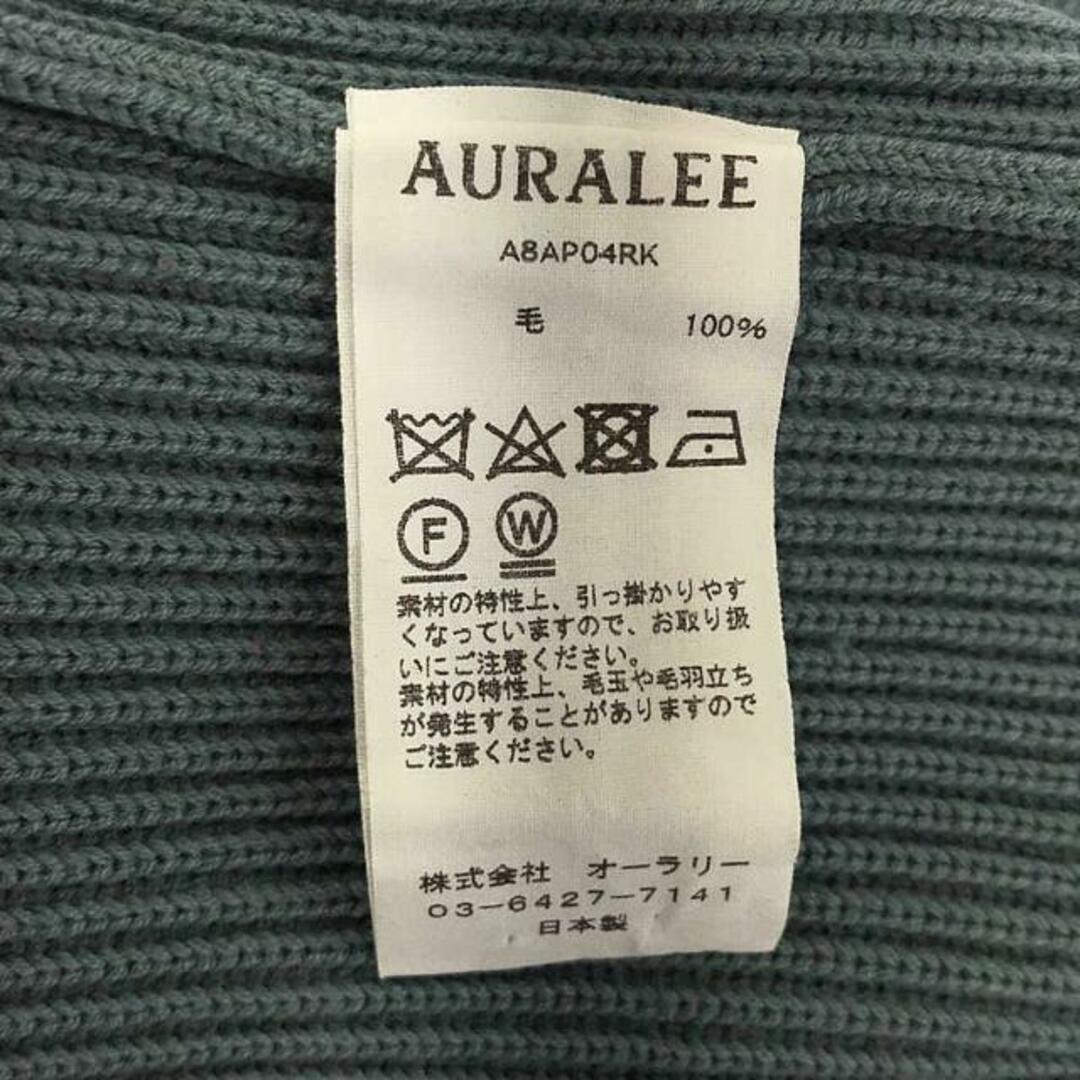 AURALEE
A8AP04RK
毛 100%
F W
素材の特性上、引っ掛かりやす
くなっていますので、お取り扱
いにご注意ください。
素材の特性上、毛玉や毛羽立ち
が発生することがありますので
ご注意ください。
株式会社 オーラリー
03-6427-7141
日本製